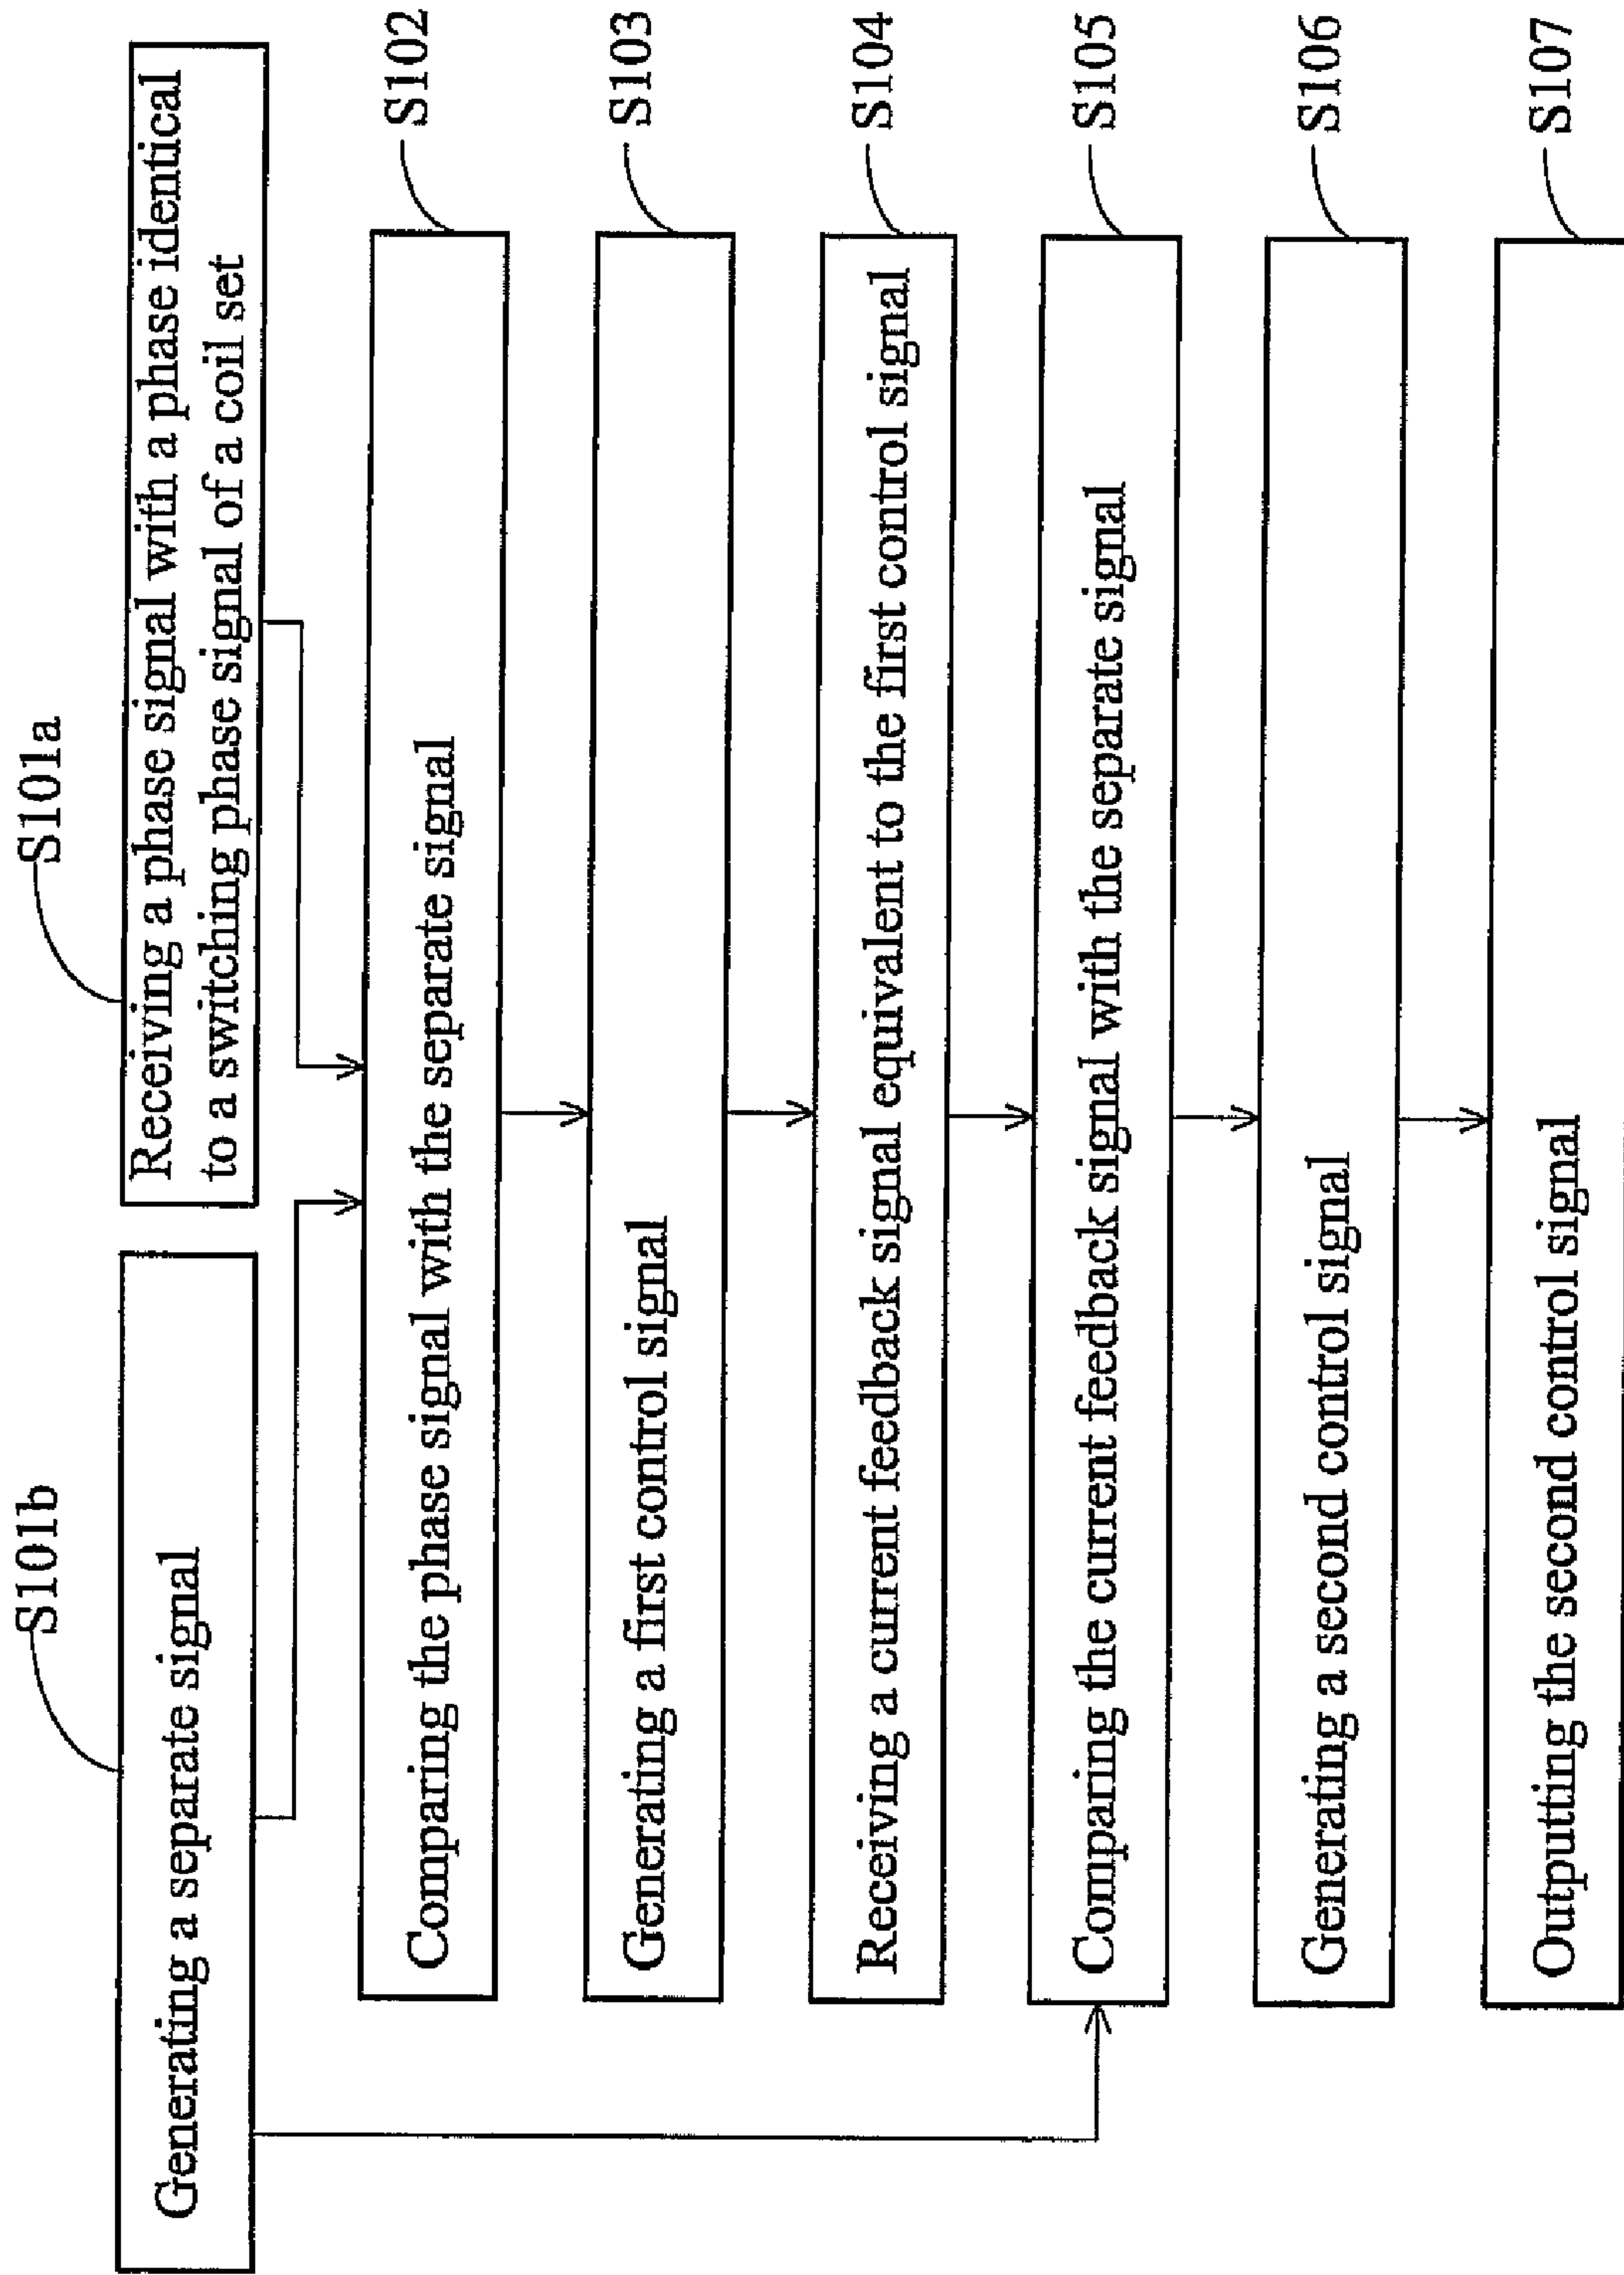 S101b
S101a
Generating a separate signal
Receiving a phase signal with a phase identical
to a switching phase signal of a coil set
Comparing the phase signal with the separate signal
S102
Generating a first control signal
S103
Receiving a current feedback signal equivalent to the first control signal
S104
Comparing the current feedback signal with the separate signal
S105
Generating a second control signal
S106
Outputting the second control signal
S107